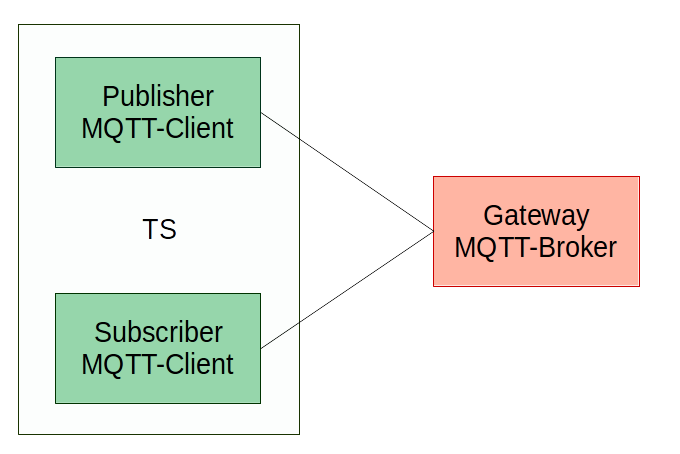 Publisher
MQTT-Client
TS
Subscriber
MQTT-Client
Gateway
MQTT-Broker